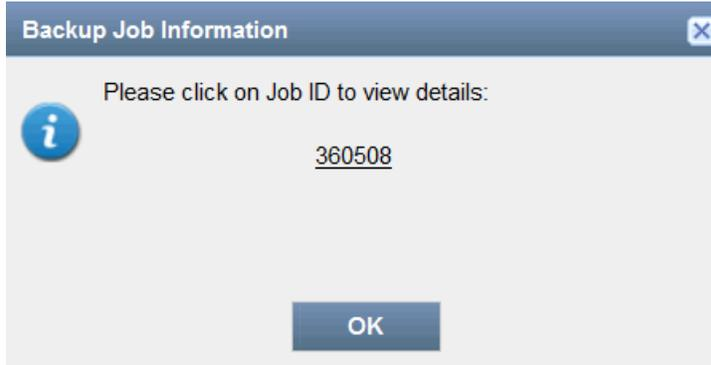 Backup Job Information
Please click on Job ID to view details:
360508
OK